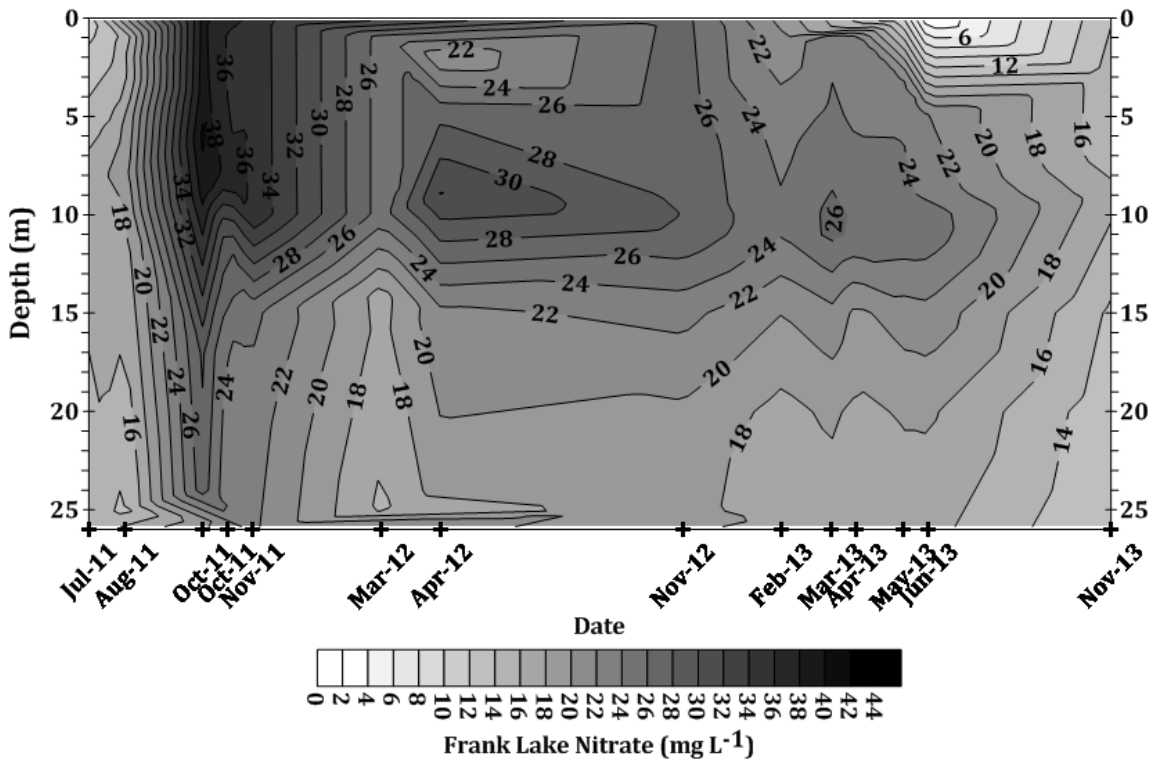 0 0
22 6
36 26 22
12
28 24
5 26 26 5
30 24
38 32 20 18 16
36 28 22
34 34 30 24
Depth (m)
10 18 26 10
32 28
28 26 26 24
20 24 24 22 20 18
15 22 22 15
20 16
24 24 22 20 18 18 20
20 16 26 18 14 20
25 25
Jul-11 Aug-11 Oct-11 Oct-11 Nov-11 Mar-12 Apr-12 Nov-12 Feb-13 Mar-13 Apr-13 May-13 Jun-13 Nov-13
Date
0 2 4 6 8 10 12 14 16 18 20 22 24 26 28 30 32 34 36 38 40 42 44
Frank Lake Nitrate (mg L-1)